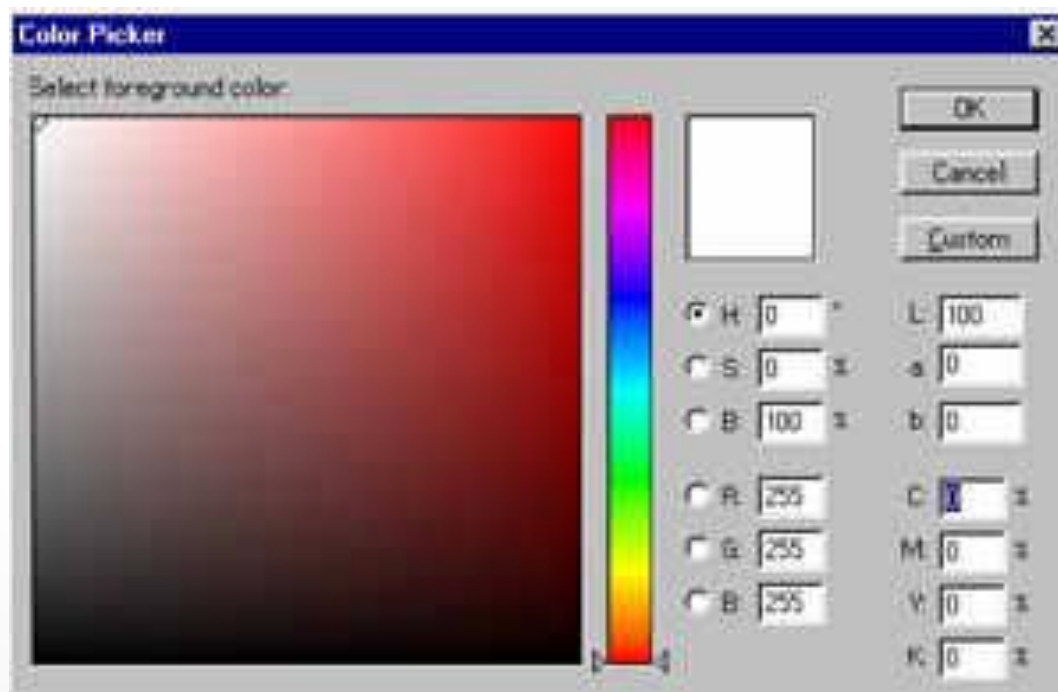 Color Picker
Select foreground color:
OK
Cancel
Custom
H: 0 °
S: 0 %
B: 100 %
R: 255
G: 255
B: 255
L: 100
a: 0
b: 0
C: 0 %
M: 0 %
Y: 0 %
K: 0 %